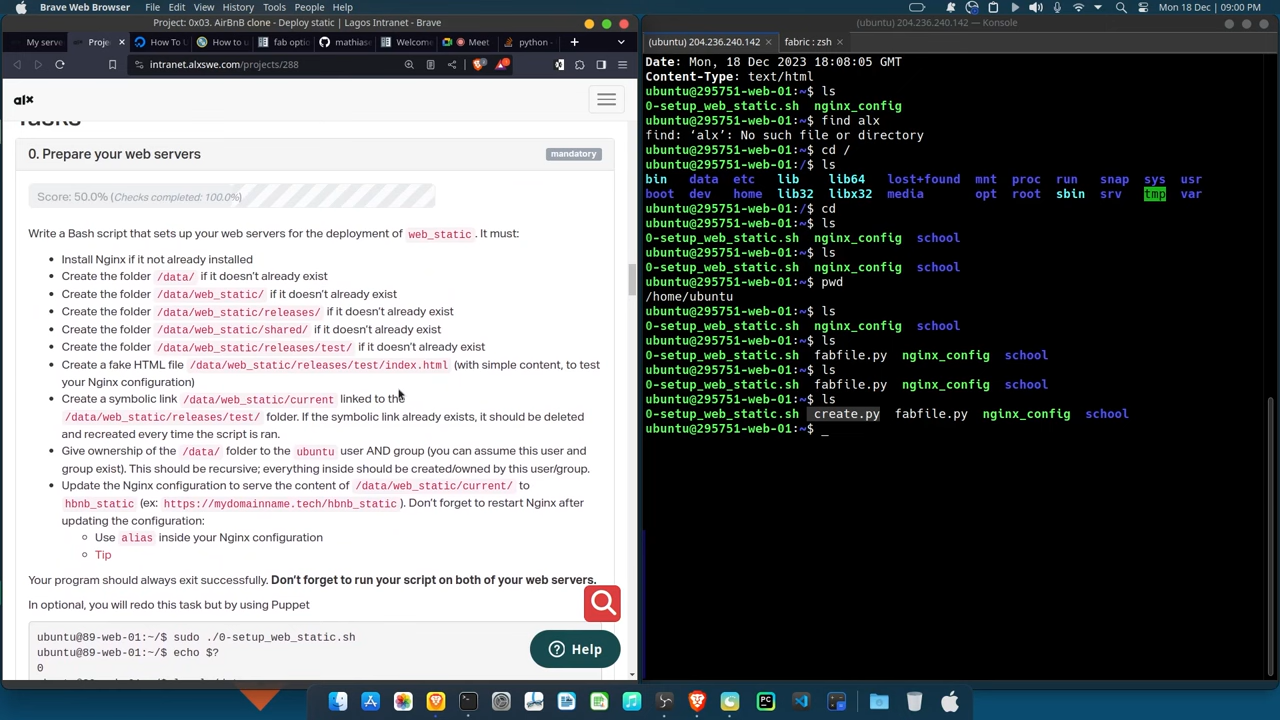 Brave Web Browser File Edit View History Tools People Help
Mon 18 Dec, 09:00 PM
Project: 0x03. AirBnB clone - Deploy static | Lagos Intranet - Brave
(ubuntu) 204.236.240.142 — Konsole
My serve
Proje
How To U
How to u
fab optio
mathias
Welcome
Meet
python -
(ubuntu) 204.236.240.142
fabric : zsh
intranet.alxswe.com/projects/288
alx
Tasks
0. Prepare your web servers
mandatory
Score: 50.0% (Checks completed: 100.0%)
Write a Bash script that sets up your web servers for the deployment of web_static. It must:
Install Nginx if it not already installed
Create the folder /data/ if it doesn't already exist
Create the folder /data/web_static/ if it doesn't already exist
Create the folder /data/web_static/releases/ if it doesn't already exist
Create the folder /data/web_static/shared/ if it doesn't already exist
Create the folder /data/web_static/releases/test/ if it doesn't already exist
Create a fake HTML file /data/web_static/releases/test/index.html (with simple content, to test
your Nginx configuration)
Create a symbolic link /data/web_static/current linked to the
/data/web_static/releases/test/ folder. If the symbolic link already exists, it should be deleted
and recreated every time the script is ran.
Give ownership of the /data/ folder to the ubuntu user AND group (you can assume this user and
group exist). This should be recursive; everything inside should be created/owned by this user/group.
Update the Nginx configuration to serve the content of /data/web_static/current/ to
hbnb_static (ex: https://mydomainname.tech/hbnb_static). Don't forget to restart Nginx after
updating the configuration:
Use alias inside your Nginx configuration
Tip
Your program should always exit successfully. Don't forget to run your script on both of your web servers.
In optional, you will redo this task but by using Puppet
ubuntu@89-web-01:~/$ sudo ./0-setup_web_static.sh
ubuntu@89-web-01:~/$ echo $?
0
Help
Date: Mon, 18 Dec 2023 18:08:05 GMT
Content-Type: text/html
ubuntu@295751-web-01:~$ ls
0-setup_web_static.sh nginx_config
ubuntu@295751-web-01:~$ find alx
find: ‘alx’: No such file or directory
ubuntu@295751-web-01:~$ cd /
ubuntu@295751-web-01:/$ ls
bin data etc lib lib64 lost+found mnt proc run snap sys usr
boot dev home lib32 libx32 media opt root sbin srv tmp var
ubuntu@295751-web-01:/$ cd
ubuntu@295751-web-01:~$ ls
0-setup_web_static.sh nginx_config school
ubuntu@295751-web-01:~$ ls
0-setup_web_static.sh nginx_config school
ubuntu@295751-web-01:~$ pwd
/home/ubuntu
ubuntu@295751-web-01:~$ ls
0-setup_web_static.sh nginx_config school
ubuntu@295751-web-01:~$ ls
0-setup_web_static.sh fabfile.py nginx_config school
ubuntu@295751-web-01:~$ ls
0-setup_web_static.sh fabfile.py nginx_config school
ubuntu@295751-web-01:~$ ls
0-setup_web_static.sh create.py fabfile.py nginx_config school
ubuntu@295751-web-01:~$ _